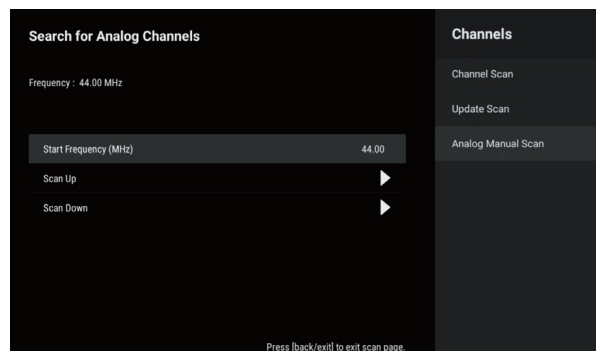 Search for Analog Channels
Frequency : 44.00 MHz
Start Frequency (MHz) 44.00
Scan Up
Scan Down
Press [back/exit] to exit scan page.
Channels
Channel Scan
Update Scan
Analog Manual Scan